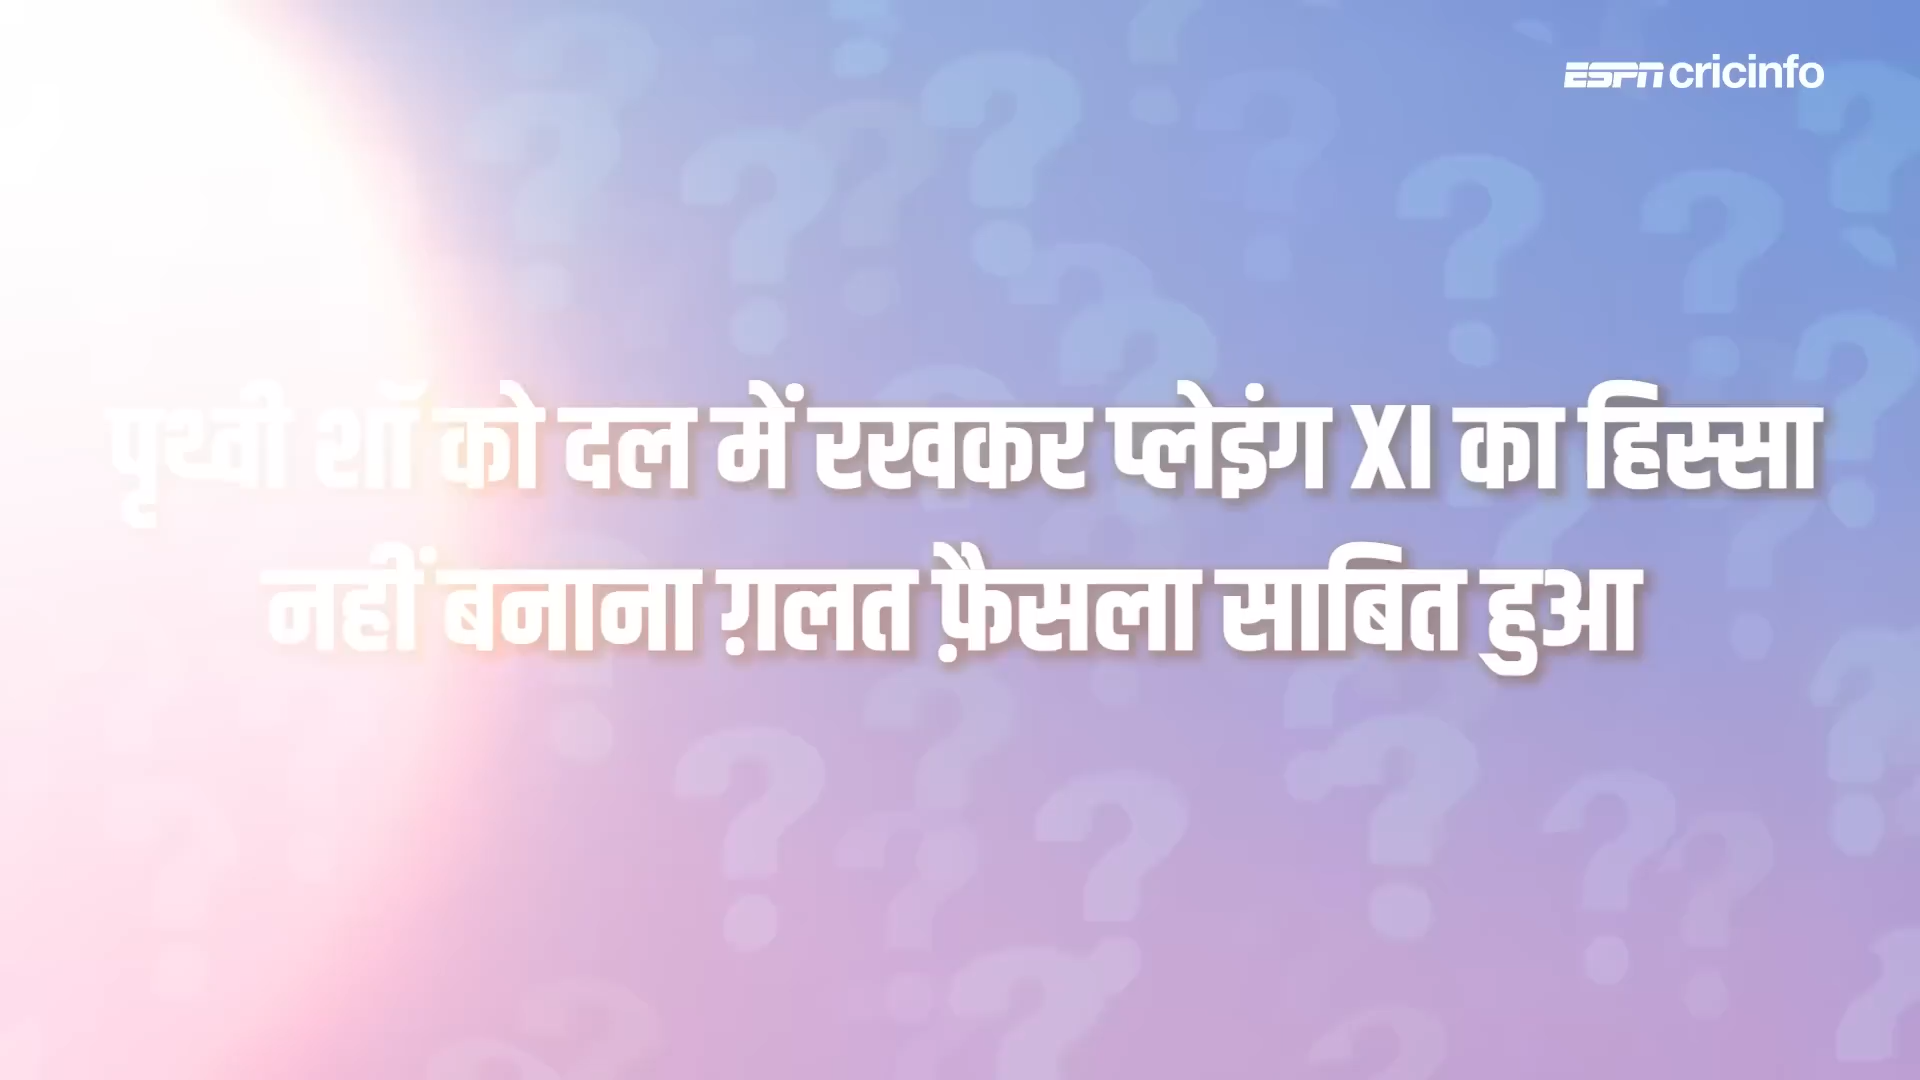 ESPNcricinfo
पृथ्वी शॉ को दल में रखकर प्लेइंग XI का हिस्सा
नहीं बनाना ग़लत फ़ैसला साबित हुआ